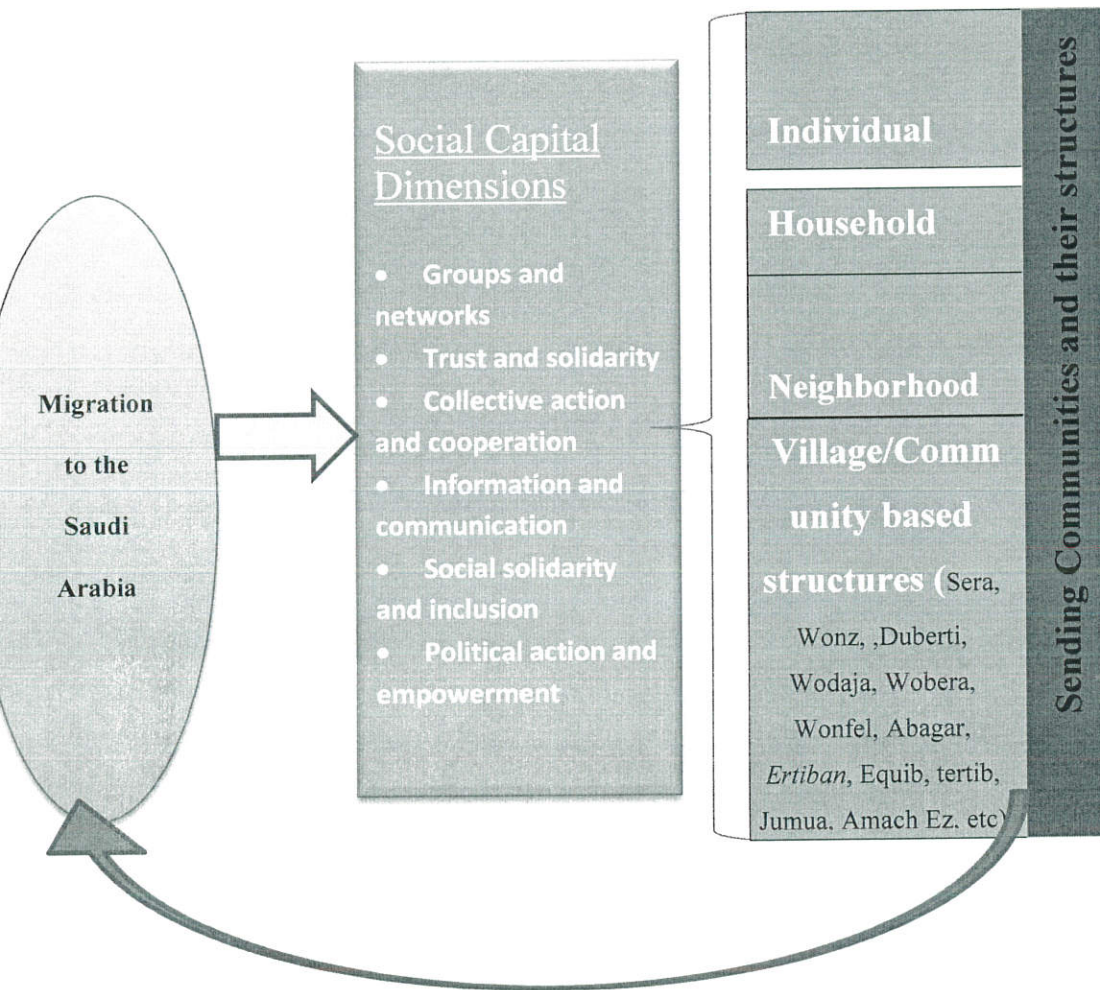 Migration
to the
Saudi
Arabia
Social Capital
Dimensions
• Groups and
networks
• Trust and solidarity
• Collective action
and cooperation
• Information and
communication
• Social solidarity
and inclusion
• Political action and
empowerment
Individual
Household
Neighborhood
Village/Comm
unity based
structures (Sera,
Wonz, ,Duberti,
Wodaja, Wobera,
Wonfel, Abagar,
Ertiban, Equib, tertib,
Jumua, Amach Ez. etc)
Sending Communities and their structures